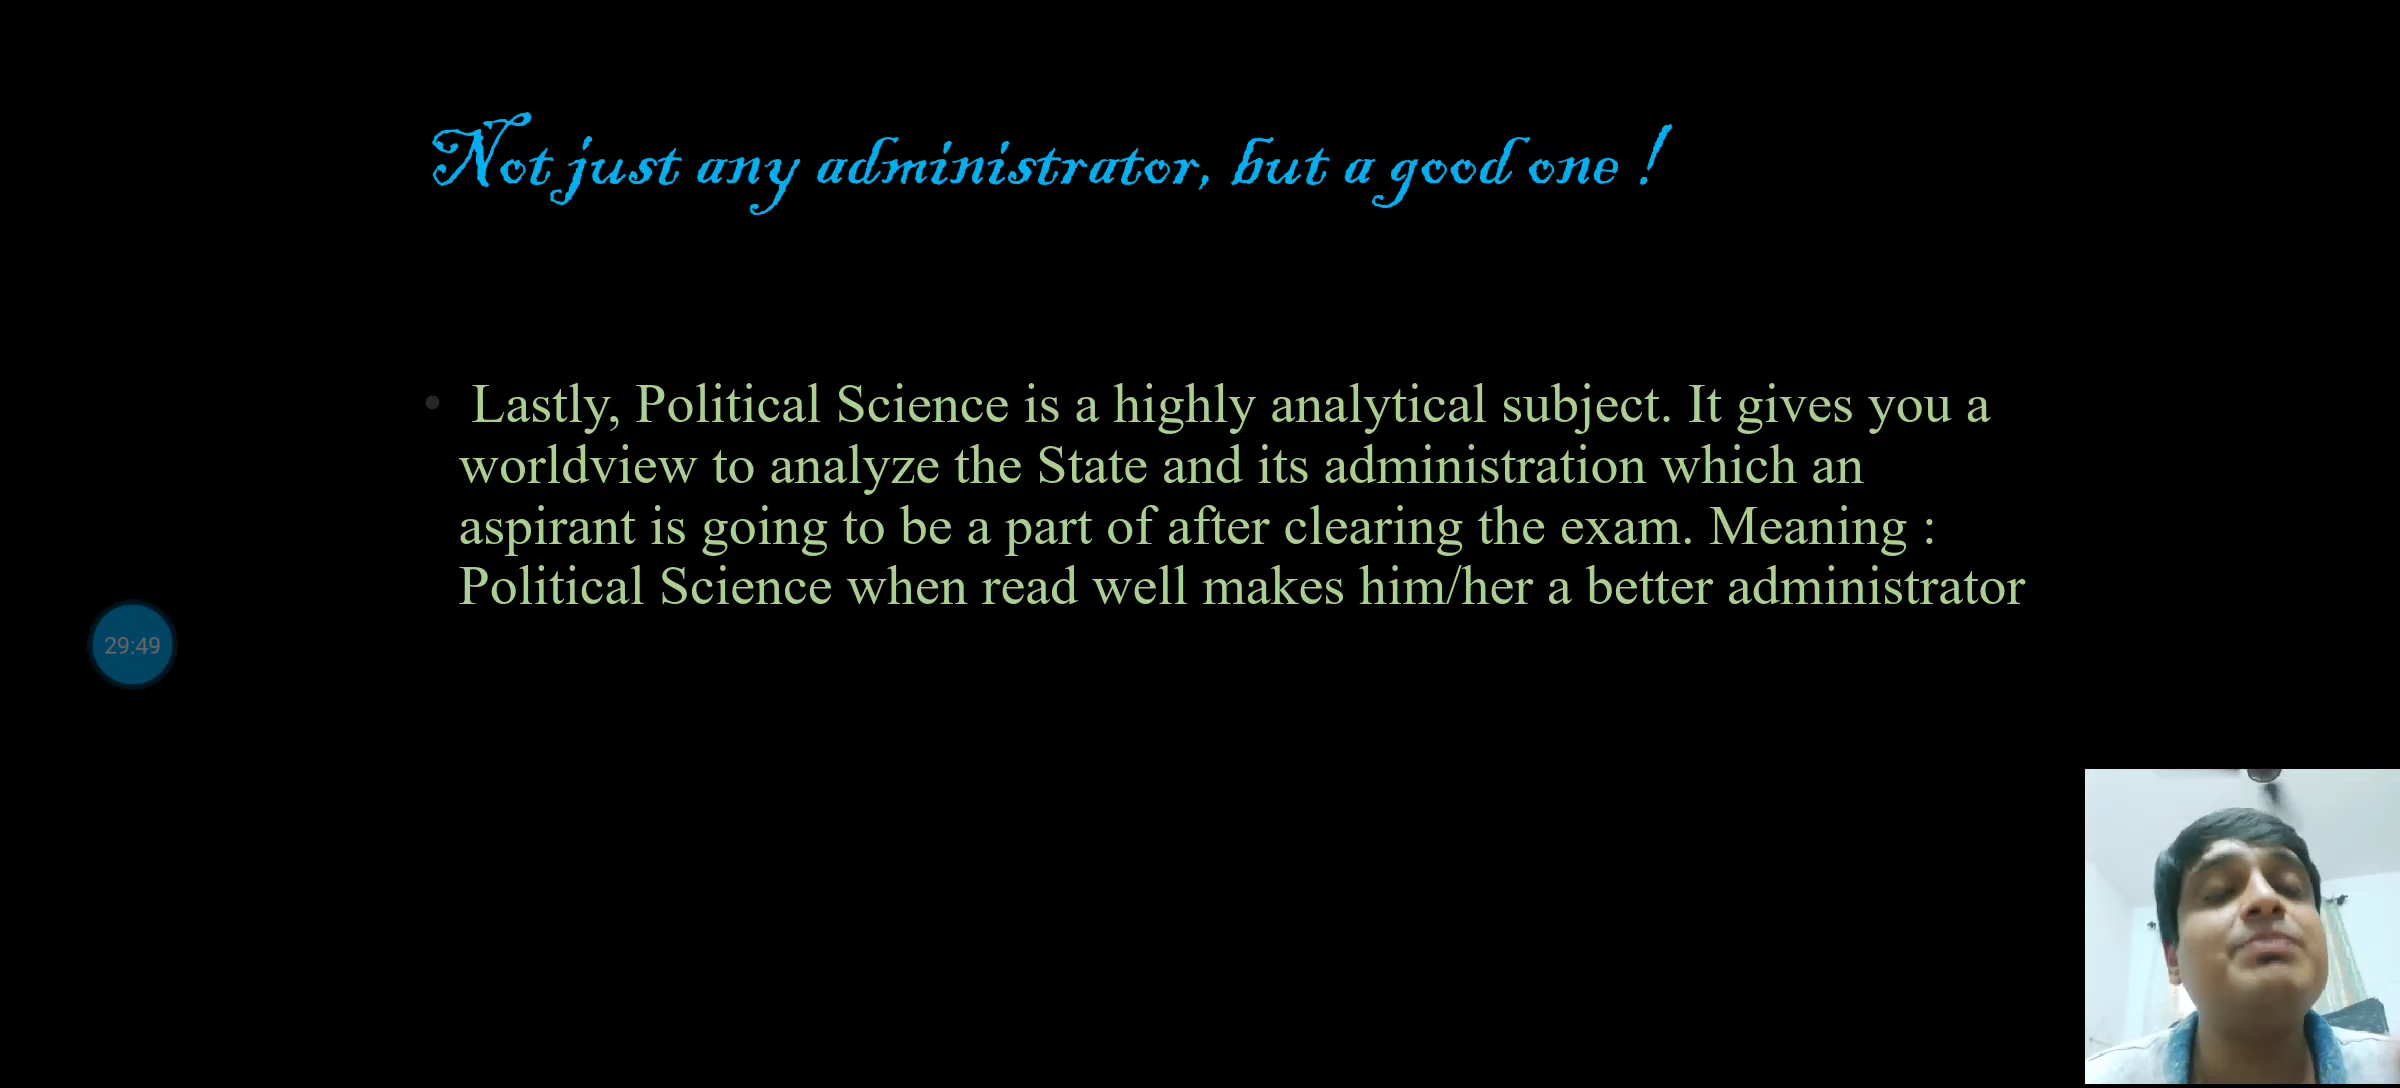 Not just any administrator, but a good one !
• Lastly, Political Science is a highly analytical subject. It gives you a
worldview to analyze the State and its administration which an
aspirant is going to be a part of after clearing the exam. Meaning :
Political Science when read well makes him/her a better administrator
29:49